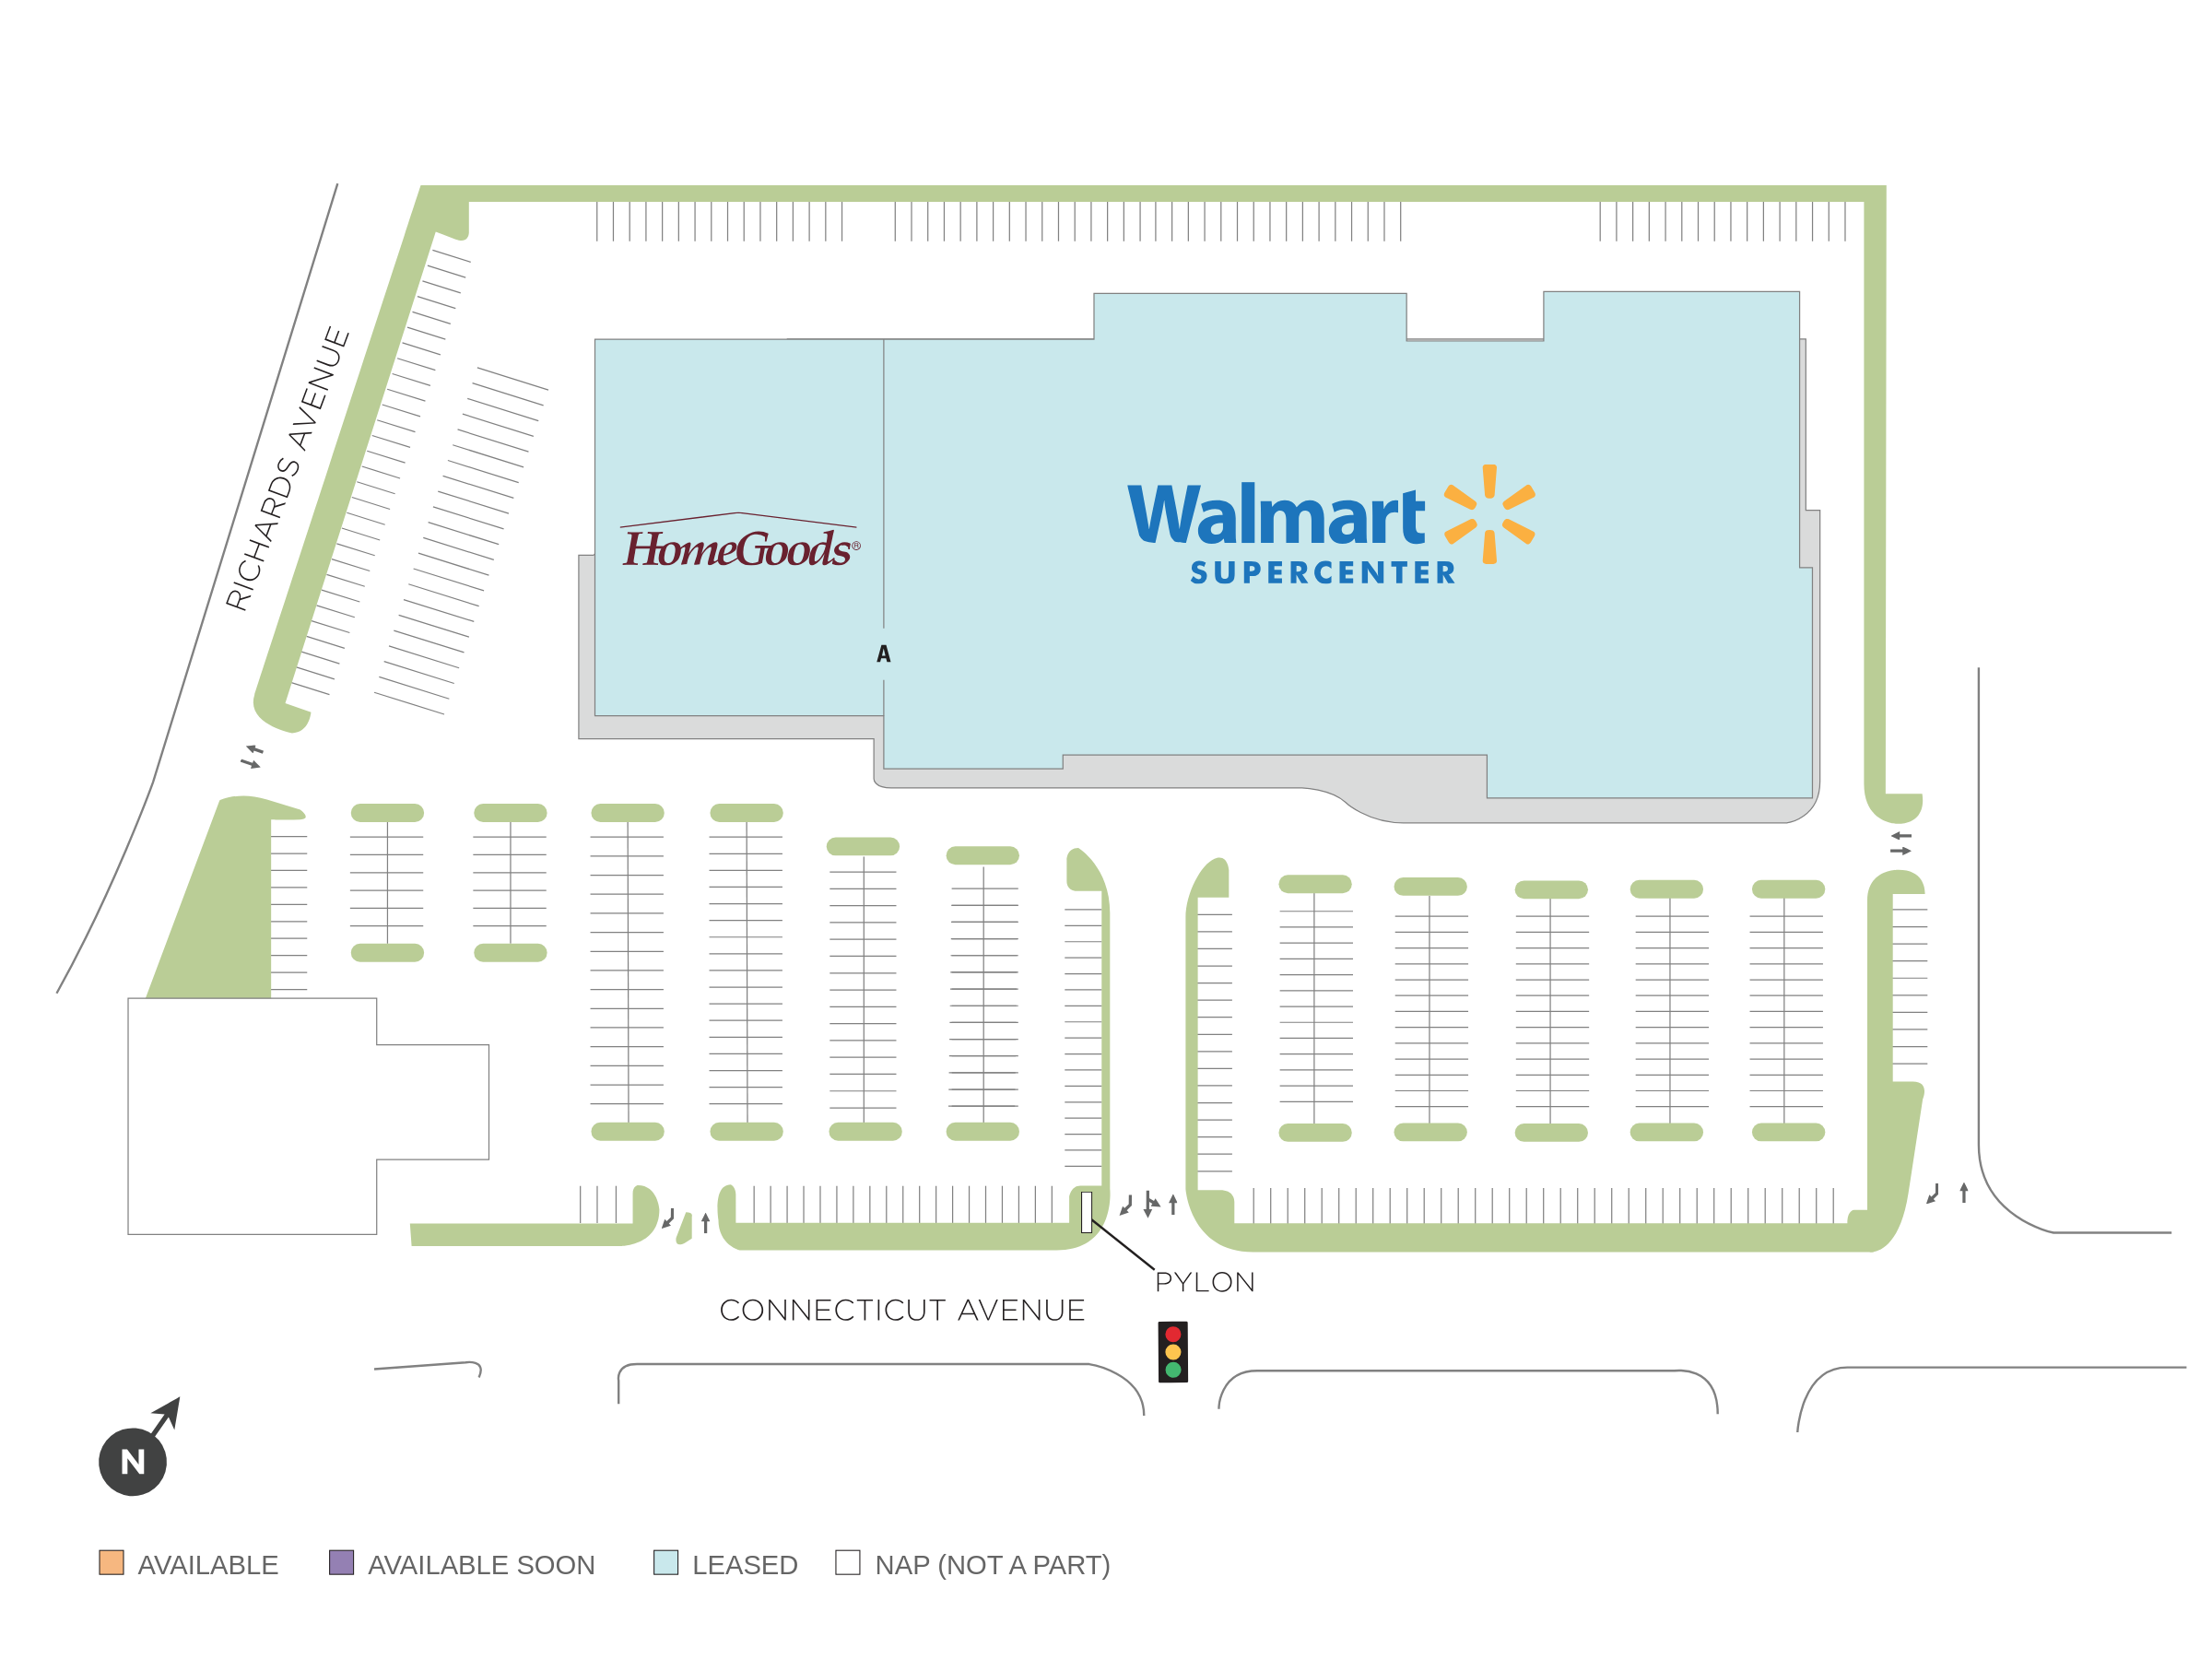 RICHARDS AVENUE
HomeGoods®
Walmart
SUPERCENTER
A
PYLON
CONNECTICUT AVENUE
N
AVAILABLE
AVAILABLE SOON
LEASED
NAP (NOT A PART)